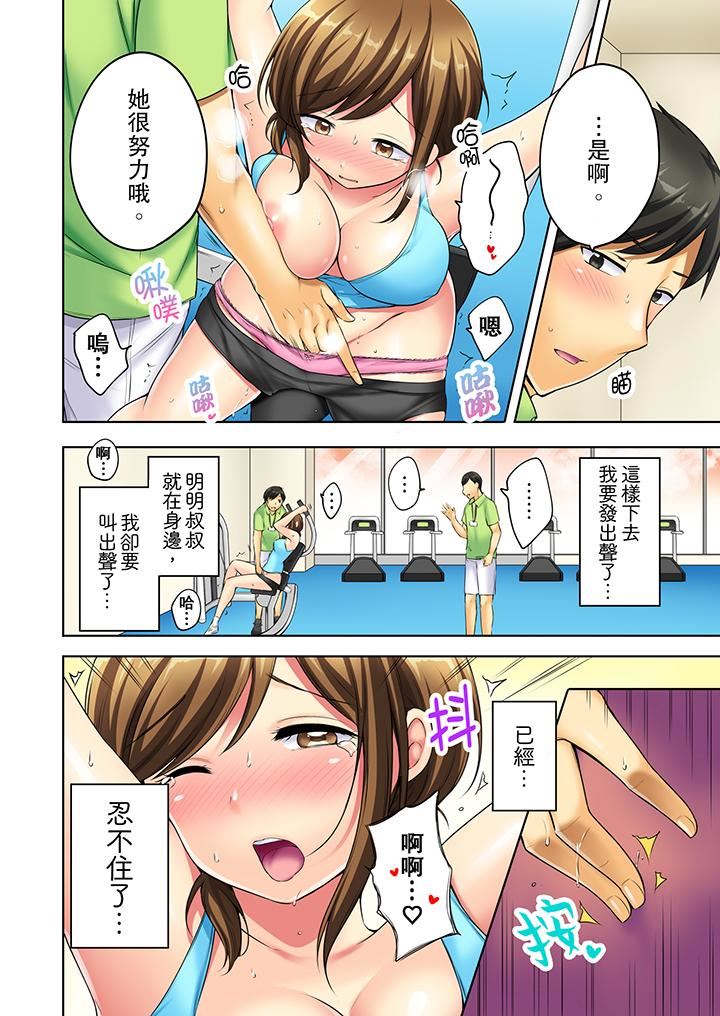 …是啊。
瞄
她很努力哦。
哈
哈啊
嗯
啾噗
嗚…
咕啾
這樣下去
我要發出聲了…
……
…
…
明明叔叔
就在身邊，
我卻要
叫出聲了…
啊…
哈…
按
已經…
抖
啊啊…♡
忍不住了…